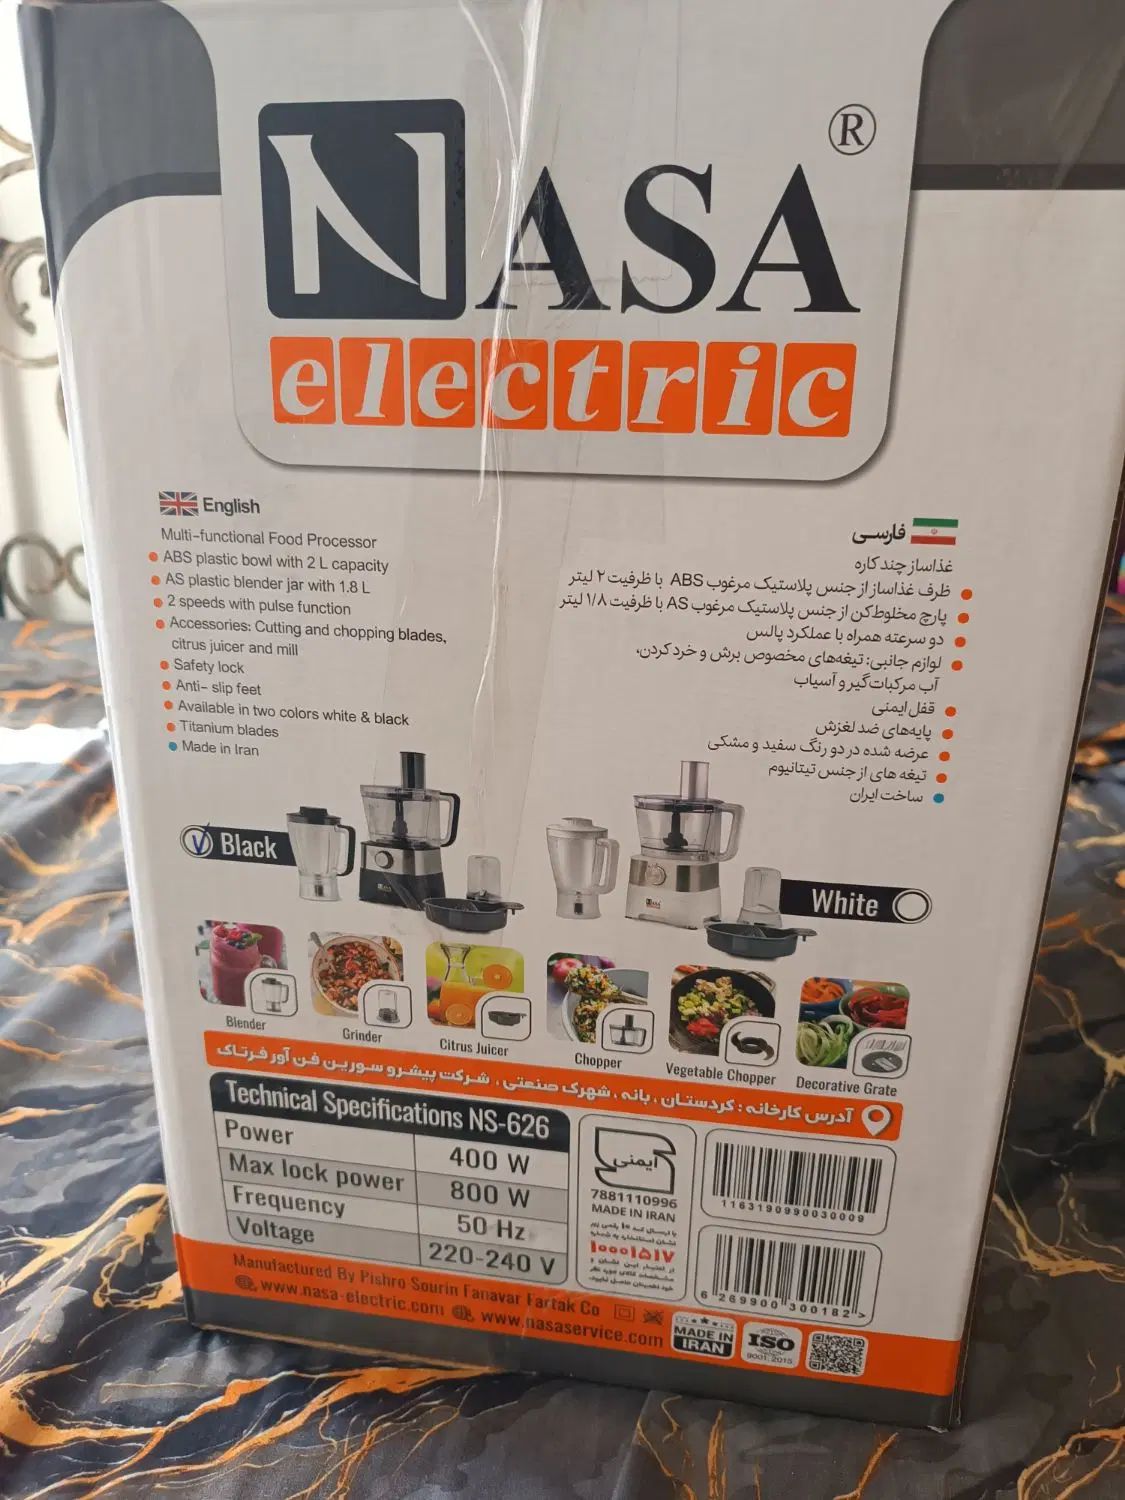 NASA ®
electric
English
Multi-functional Food Processor
ABS plastic bowl with 2 L capacity
AS plastic blender jar with 1.8 L
2 speeds with pulse function
Accessories: Cutting and chopping blades,
citrus juicer and mill
Safety lock
Anti- slip feet
Available in two colors white & black
Titanium blades
Made in Iran
فارسی
غذاساز چند کاره
ظرف غذاساز از جنس پلاستیک مرغوب ABS با ظرفیت ۲ لیتر
پارچ مخلوط‌کن از جنس پلاستیک مرغوب AS با ظرفیت ۱/۸ لیتر
دو سرعته همراه با عملکرد پالس
لوازم جانبی: تیغه‌های مخصوص برش و خرد کردن،
آب مرکبات‌گیر و آسیاب
قفل ایمنی
پایه‌های ضد لغزش
عرضه شده در دو رنگ سفید و مشکی
تیغه های از جنس تیتانیوم
ساخت ایران
Black
White
Blender
Grinder
Citrus Juicer
Chopper
Vegetable Chopper
Decorative Grate
آدرس کارخانه : کردستان ، بانه ، شهرک صنعتی ، شرکت پیشرو سورین فن آور فرتاک
Technical Specifications NS-626
Power 400 W
Max lock power 800 W
Frequency 50 Hz
Voltage 220-240 V
ایمنی
7881110996
MADE IN IRAN
۱۰۰۰۱۵۱۷
1163190990030009
6 269900 300182 >
Manufactured By Pishro Sourin Fanavar Fartak Co
www.nasa-electric.com www.nasaservice.com
MADE IN
IRAN
ISO
9001:2015